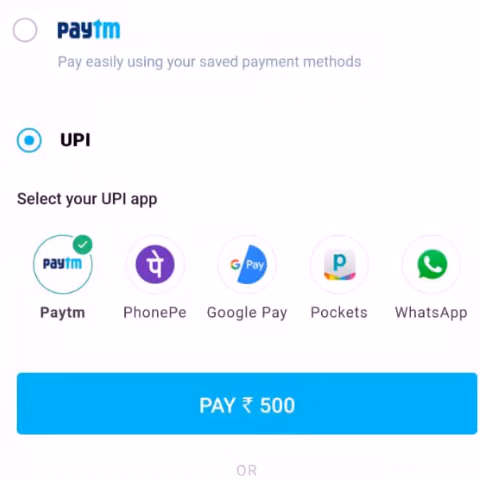 paytm
Pay easily using your saved payment methods
UPI
Select your UPI app
paytm पे G Pay p
Paytm PhonePe Google Pay Pockets WhatsApp
PAY ₹ 500
OR